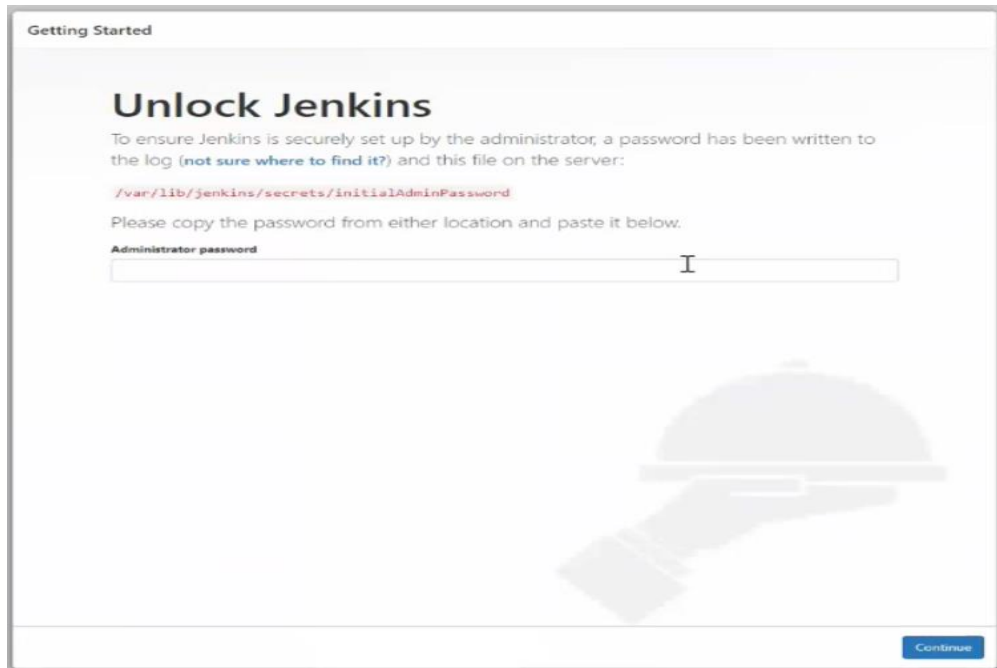 Getting Started
Unlock Jenkins
To ensure Jenkins is securely set up by the administrator, a password has been written to
the log (not sure where to find it?) and this file on the server:
/var/lib/jenkins/secrets/initialAdminPassword
Please copy the password from either location and paste it below.
Administrator password
Continue